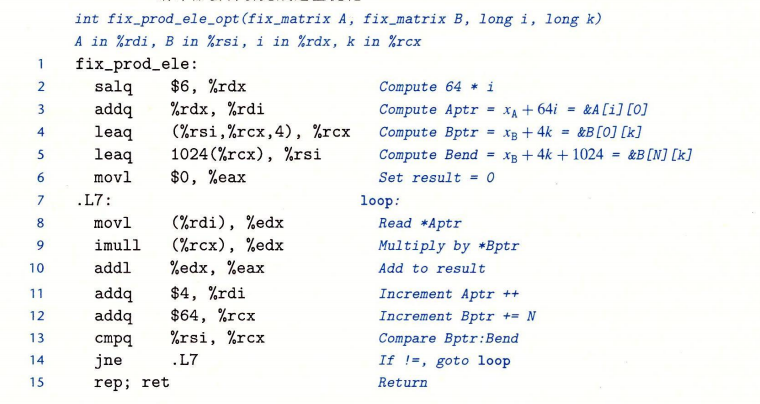 int fix_prod_ele_opt(fix_matrix A, fix_matrix B, long i, long k)
A in %rdi, B in %rsi, i in %rdx, k in %rcx
1 fix_prod_ele:
2 salq $6, %rdx Compute 64 * i
3 addq %rdx, %rdi Compute Aptr = xA + 64i = &A[i][0]
4 leaq (%rsi,%rcx,4), %rcx Compute Bptr = xB + 4k = &B[0][k]
5 leaq 1024(%rcx), %rsi Compute Bend = xB + 4k + 1024 = &B[N][k]
6 movl $0, %eax Set result = 0
7 .L7: loop:
8 movl (%rdi), %edx Read *Aptr
9 imull (%rcx), %edx Multiply by *Bptr
10 addl %edx, %eax Add to result
11 addq $4, %rdi Increment Aptr ++
12 addq $64, %rcx Increment Bptr += N
13 cmpq %rsi, %rcx Compare Bptr:Bend
14 jne .L7 If !=, goto loop
15 rep; ret Return